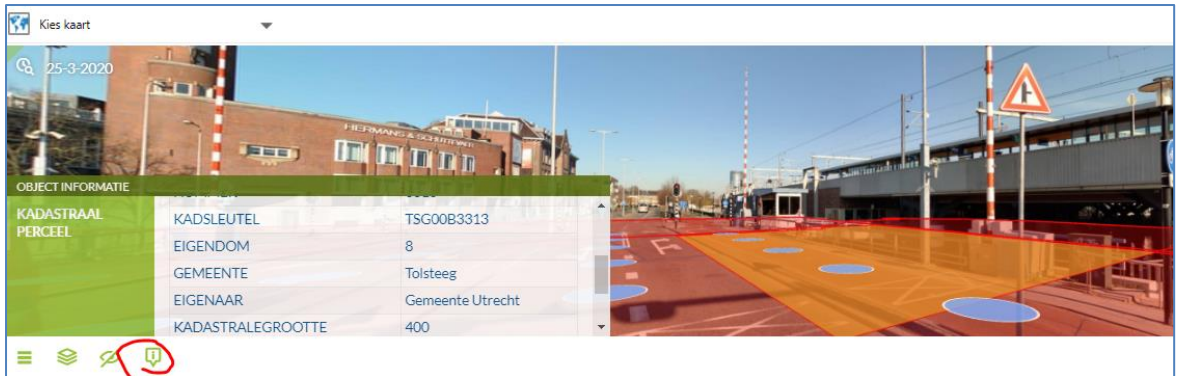 Kies kaart
25-3-2020
HERMANS & SCHUTTEVAER
OBJECT INFORMATIE
KADASTRAAL PERCEEL
KADSLEUTEL TSG00B3313
EIGENDOM 8
GEMEENTE Tolsteeg
EIGENAAR Gemeente Utrecht
KADASTRALEGROOTTE 400